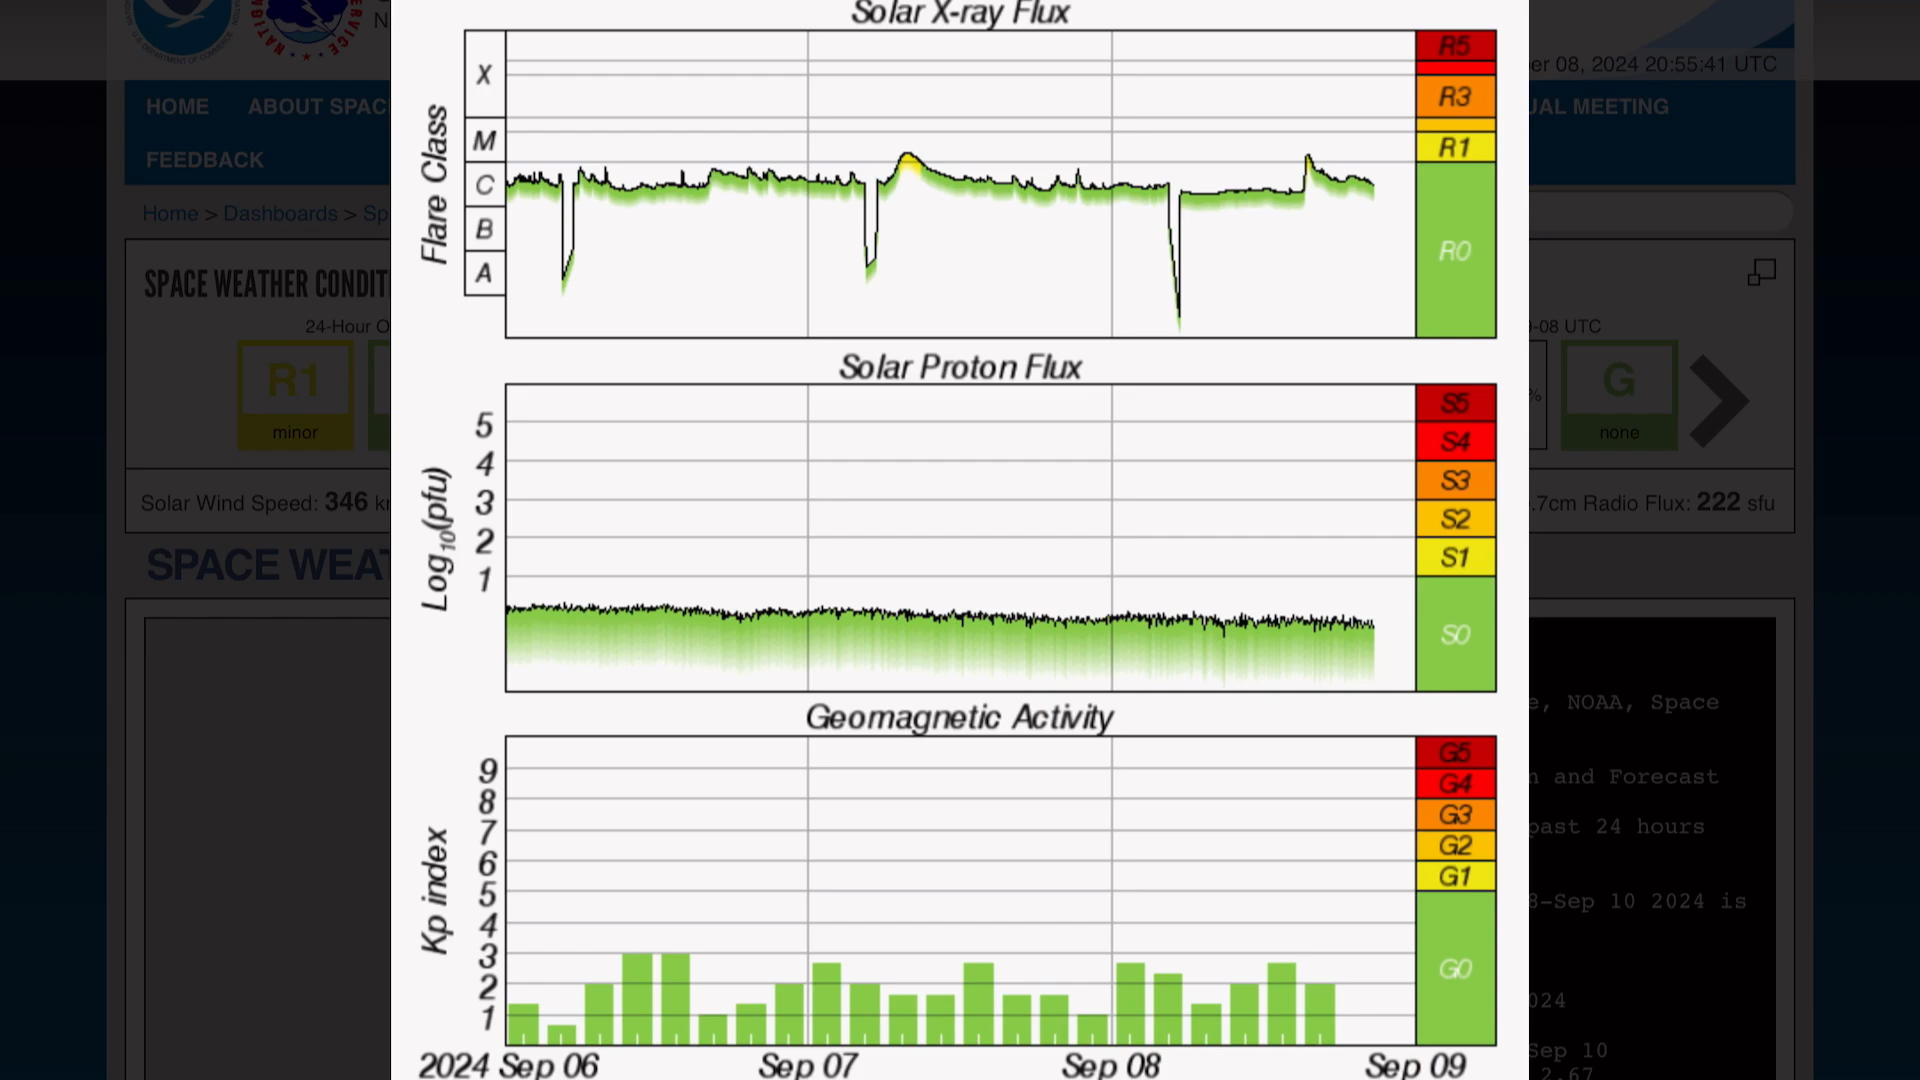 Solar X-ray Flux
R5
X
er 08, 2024 20:55:41 UTC
R3
HOME
ABOUT SPAC
UAL MEETING
M
R1
FEEDBACK
C
Flare Class
Home > Dashboards > Sp
B
R0
A
SPACE WEATHER CONDIT
24-Hour O
-08 UTC
Solar Proton Flux
R1
G
S5
%
minor
none
5
S4
4
S3
3
Log10(pfu)
Solar Wind Speed: 346 k
.7cm Radio Flux: 222 sfu
S2
2
S1
1
SPACE WEAT
S0
e, NOAA, Space
Geomagnetic Activity
G5
9
n and Forecast
G4
8
G3
past 24 hours
7
G2
6
G1
5
Kp index
8-Sep 10 2024 is
4
3
G0
2
024
1
Sep 10
2024 Sep 06
Sep 07
Sep 08
Sep 09
2.67